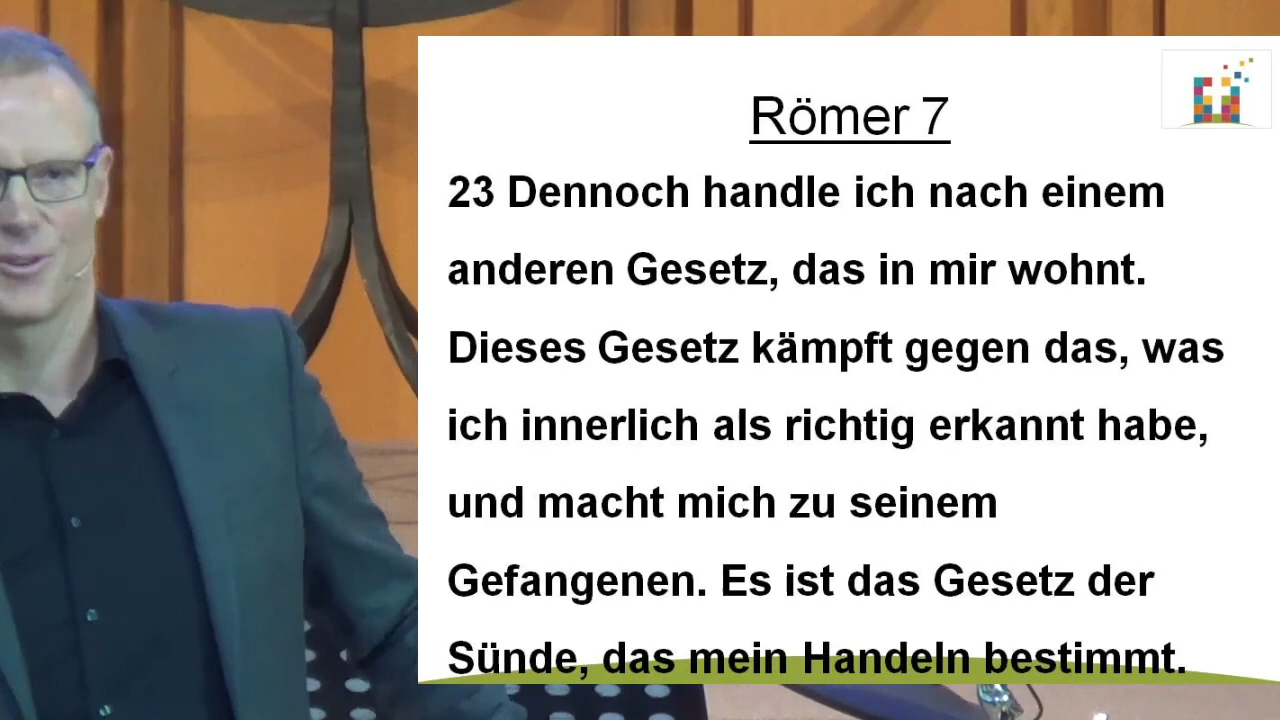 Römer 7
23 Dennoch handle ich nach einem
anderen Gesetz, das in mir wohnt.
Dieses Gesetz kämpft gegen das, was
ich innerlich als richtig erkannt habe,
und macht mich zu seinem
Gefangenen. Es ist das Gesetz der
Sünde, das mein Handeln bestimmt.